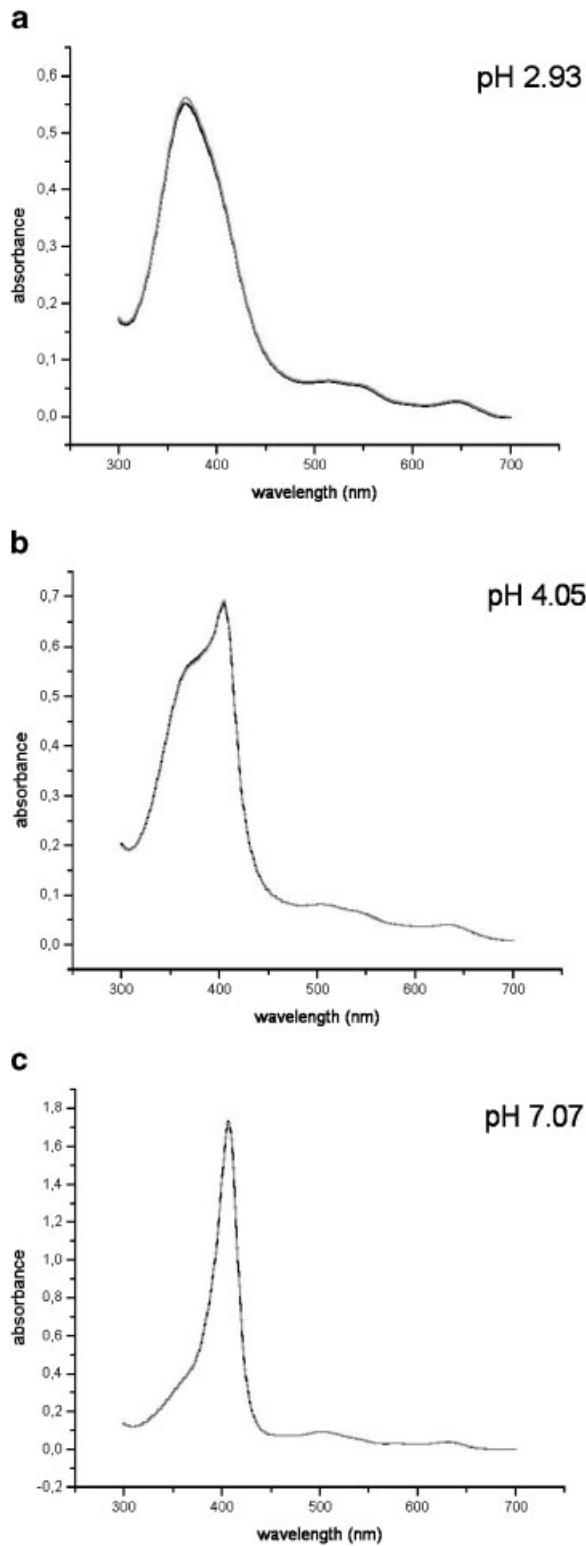 a
pH 2.93
0,6
0,5
0,4
0,3
0,2
0,1
0,0
absorbance
300 400 500 600 700
wavelength (nm)
b
pH 4.05
0,7
0,6
0,5
0,4
0,3
0,2
0,1
0,0
absorbance
300 400 500 600 700
wavelength (nm)
c
pH 7.07
1,8
1,6
1,4
1,2
1,0
0,8
0,6
0,4
0,2
0,0
-0,2
absorbance
300 400 500 600 700
wavelength (nm)